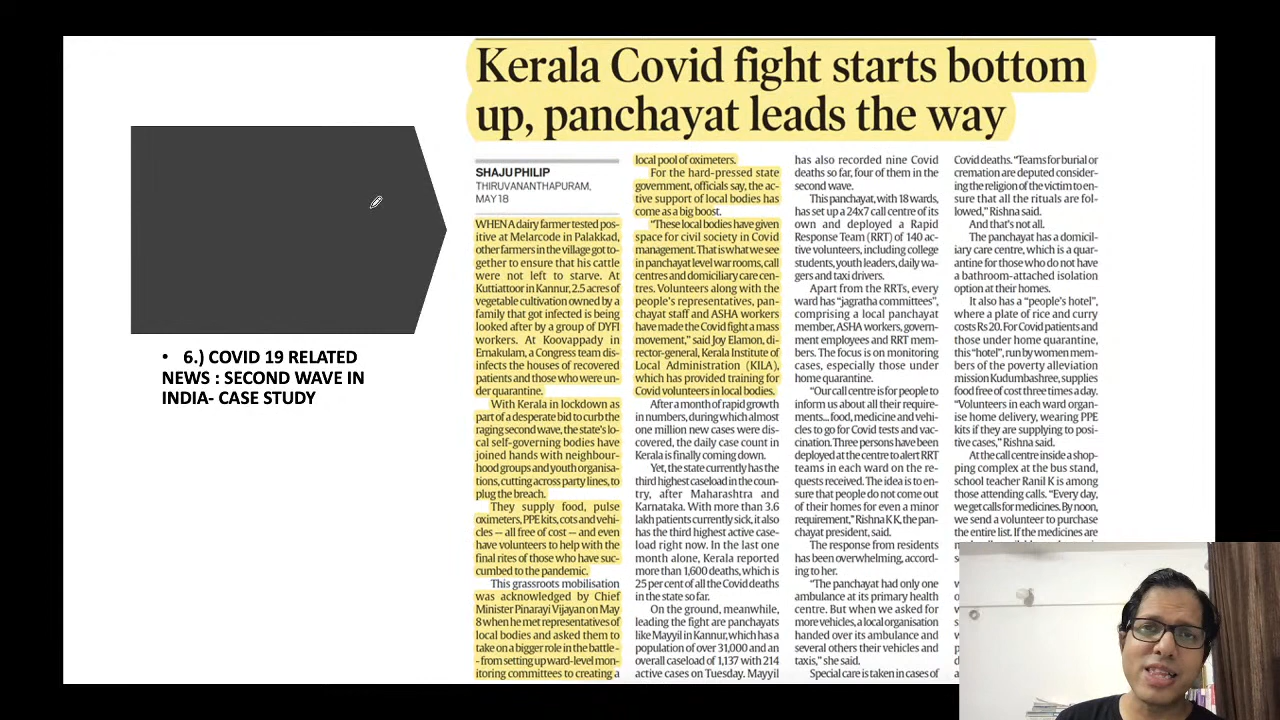 Kerala Covid fight starts bottom
up, panchayat leads the way
• 6.) COVID 19 RELATED
NEWS : SECOND WAVE IN
INDIA- CASE STUDY
SHAJU PHILIP
THIRUVANANTHAPURAM,
MAY 18
WHEN A dairy farmer tested pos-
itive at Melarcode in Palakkad,
other farmers in the village got to-
gether to ensure that his cattle
were not left to starve. At
Kuttiattoor in Kannur, 2.5 acres of
vegetable cultivation owned by a
family that got infected is being
looked after by a group of DYFI
workers. At Koovappady in
Ernakulam, a Congress team dis-
infects the houses of recovered
patients and those who were un-
der quarantine.
With Kerala in lockdown as
part of a desperate bid to curb the
raging second wave, the state's lo-
cal self-governing bodies have
joined hands with neighbour-
hood groups and youth organisa-
tions, cutting across party lines, to
plug the breach.
They supply food, pulse
oximeters, PPE kits, cots and vehi-
cles — all free of cost — and even
have volunteers to help with the
final rites of those who have suc-
cumbed to the pandemic.
This grassroots mobilisation
was acknowledged by Chief
Minister Pinarayi Vijayan on May
8 when he met representatives of
local bodies and asked them to
take on a bigger role in the battle -
- from setting up ward-level mon-
itoring committees to creating a
local pool of oximeters.
For the hard-pressed state
government, officials say, the ac-
tive support of local bodies has
come as a big boost.
"These local bodies have given
space for civil society in Covid
management. That is what we see
in panchayat level war rooms, call
centres and domiciliary care cen-
tres. Volunteers along with the
people's representatives, pan-
chayat staff and ASHA workers
have made the Covid fight a mass
movement," said Joy Elamon, di-
rector-general, Kerala Institute of
Local Administration (KILA),
which has provided training for
Covid volunteers in local bodies.
After a month of rapid growth
in numbers, during which almost
one million new cases were dis-
covered, the daily case count in
Kerala is finally coming down.
Yet, the state currently has the
third highest caseload in the coun-
try, after Maharashtra and
Karnataka. With more than 3.6
lakh patients currently sick, it also
has the third highest active case-
load right now. In the last one
month alone, Kerala reported
more than 1,600 deaths, which is
25 per cent of all the Covid deaths
in the state so far.
On the ground, meanwhile,
leading the fight are panchayats
like Mayyil in Kannur, which has a
population of over 31,000 and an
overall caseload of 1,137 with 214
active cases on Tuesday. Mayyil
has also recorded nine Covid
deaths so far, four of them in the
second wave.
This panchayat, with 18 wards,
has set up a 24x7 call centre of its
own and deployed a Rapid
Response Team (RRT) of 140 ac-
tive volunteers, including college
students, youth leaders, daily wa-
gers and taxi drivers.
Apart from the RRTs, every
ward has "jagratha committees",
comprising a local panchayat
member, ASHA workers, govern-
ment employees and RRT mem-
bers. The focus is on monitoring
cases, especially those under
home quarantine.
"Our call centre is for people to
inform us about all their require-
ments... food, medicine and vehi-
cles to go for Covid tests and vac-
cination. Three persons have been
deployed at the centre to alert RRT
teams in each ward on the re-
quests received. The idea is to en-
sure that people do not come out
of their homes for even a minor
requirement," Rishna K K, the pan-
chayat president, said.
The response from residents
has been overwhelming, accord-
ing to her.
"The panchayat had only one
ambulance at its primary health
centre. But when we asked for
more vehicles, a local organisation
handed over its ambulance and
several others their vehicles and
taxis," she said.
Special care is taken in cases of
Covid deaths. "Teams for burial or
cremation are deputed consider-
ing the religion of the victim to en-
sure that all the rituals are fol-
lowed," Rishna said.
And that's not all.
The panchayat has a domicil-
iary care centre, which is a quar-
antine for those who do not have
a bathroom-attached isolation
option at their homes.
It also has a "people's hotel",
where a plate of rice and curry
costs Rs 20. For Covid patients and
those under home quarantine,
this "hotel", run by women mem-
bers of the poverty alleviation
mission Kudumbashree, supplies
food free of cost three times a day.
"Volunteers in each ward organ-
ise home delivery, wearing PPE
kits if they are supplying to posi-
tive cases," Rishna said.
At the call centre inside a shop-
ping complex at the bus stand,
school teacher Ranil K is among
those attending calls. "Every day,
we get calls for medicines. By noon,
we send a volunteer to purchase
the entire list. If the medicines are